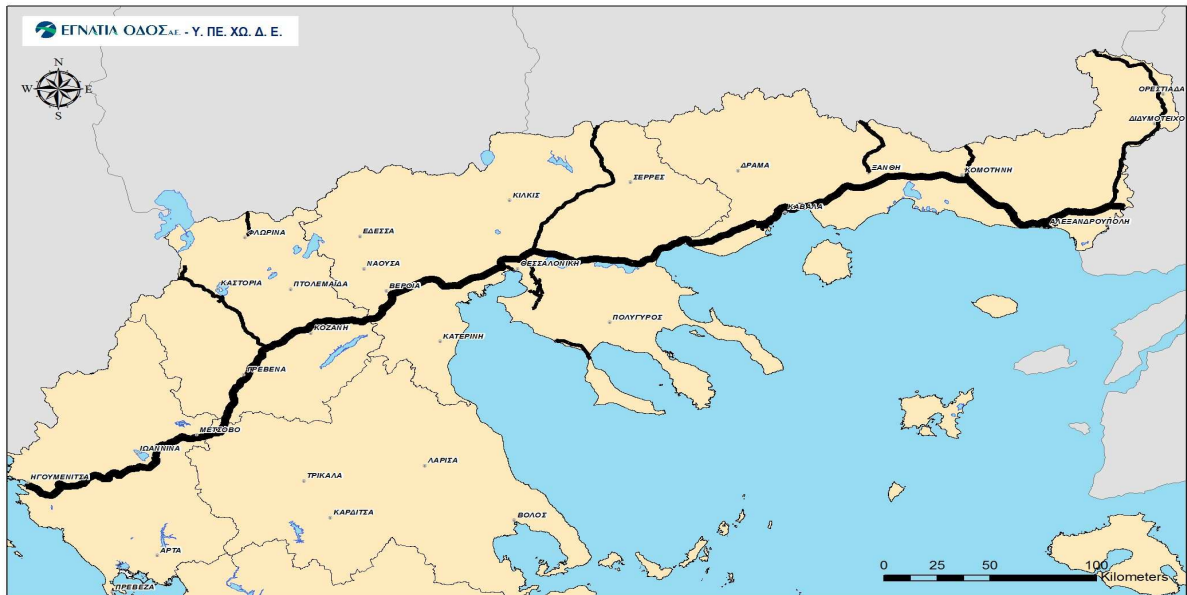 ΕΓΝΑΤΙΑ ΟΔΟΣ Α.Ε. - Υ. ΠΕ. ΧΩ. Δ. Ε.
N
W E
S
ΟΡΕΣΤΙΑΔΑ
ΔΙΔΥΜΟΤΕΙΧΟ
ΔΡΑΜΑ
ΞΑΝΘΗ
ΚΟΜΟΤΗΝΗ
ΣΕΡΡΕΣ
ΚΙΛΚΙΣ
ΚΑΒΑΛΑ
ΑΛΕΞΑΝΔΡΟΥΠΟΛΗ
ΦΛΩΡΙΝΑ
ΕΔΕΣΣΑ
ΝΑΟΥΣΑ
ΘΕΣΣΑΛΟΝΙΚΗ
ΚΑΣΤΟΡΙΑ
ΠΤΟΛΕΜΑΪΔΑ
ΒΕΡΟΙΑ
ΠΟΛΥΓΥΡΟΣ
ΚΟΖΑΝΗ
ΚΑΤΕΡΙΝΗ
ΓΡΕΒΕΝΑ
ΜΕΤΣΟΒΟ
ΙΩΑΝΝΙΝΑ
ΛΑΡΙΣΑ
ΗΓΟΥΜΕΝΙΤΣΑ
ΤΡΙΚΑΛΑ
ΚΑΡΔΙΤΣΑ
ΒΟΛΟΣ
ΑΡΤΑ
ΠΡΕΒΕΖΑ
0 25 50 100
Kilometers